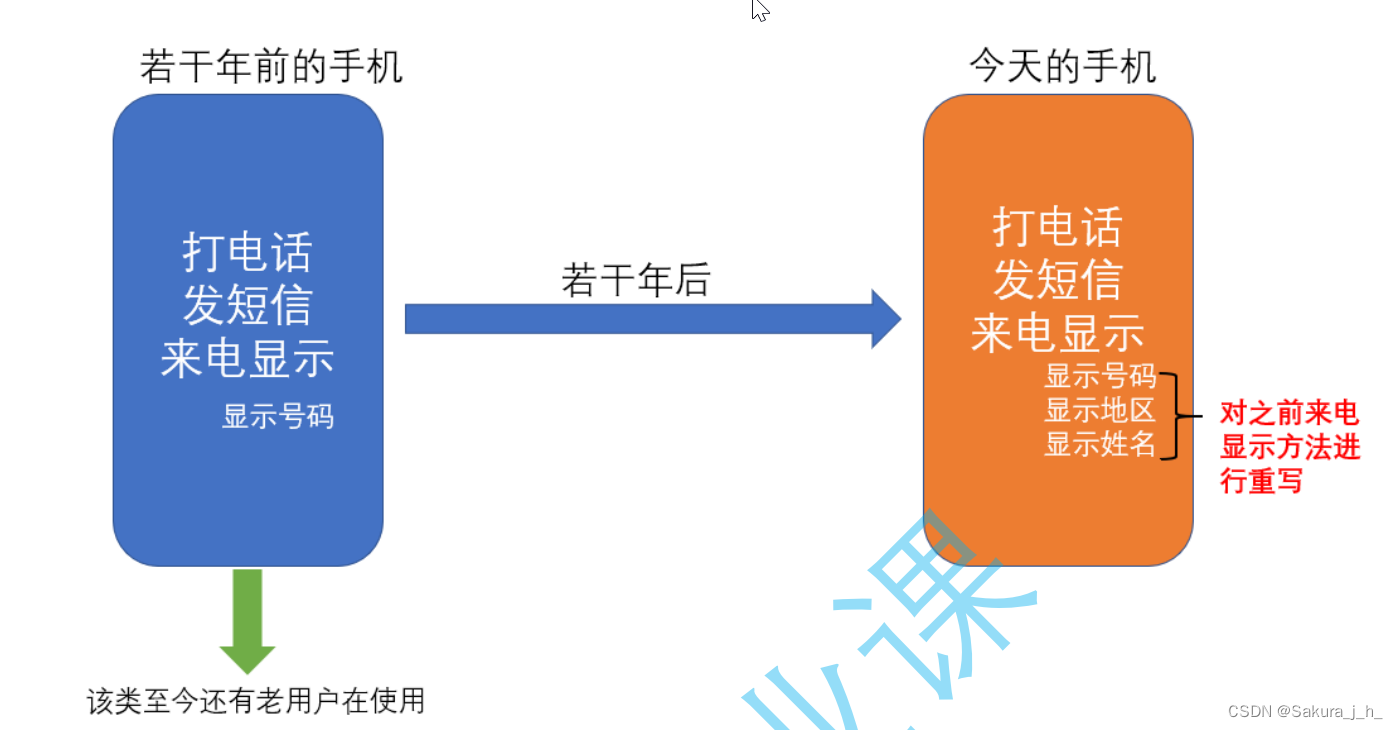 若干年前的手机
打电话
发短信
来电显示
显示号码
该类至今还有老用户在使用
若干年后
今天的手机
打电话
发短信
来电显示
显示号码
显示地区
显示姓名
对之前来电
显示方法进
行重写
业课
CSDN @Sakura_j_h_